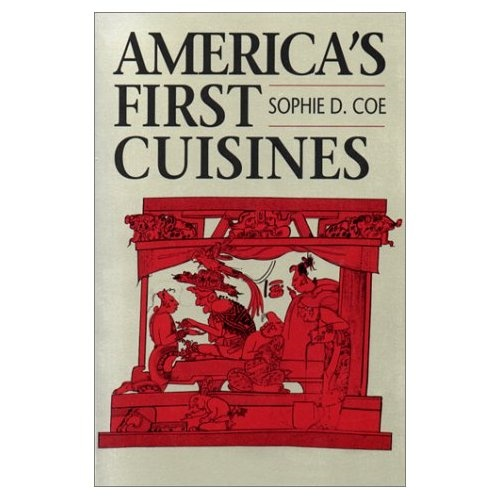 AMERICA'S
FIRST
SOPHIE D. COE
CUISINES